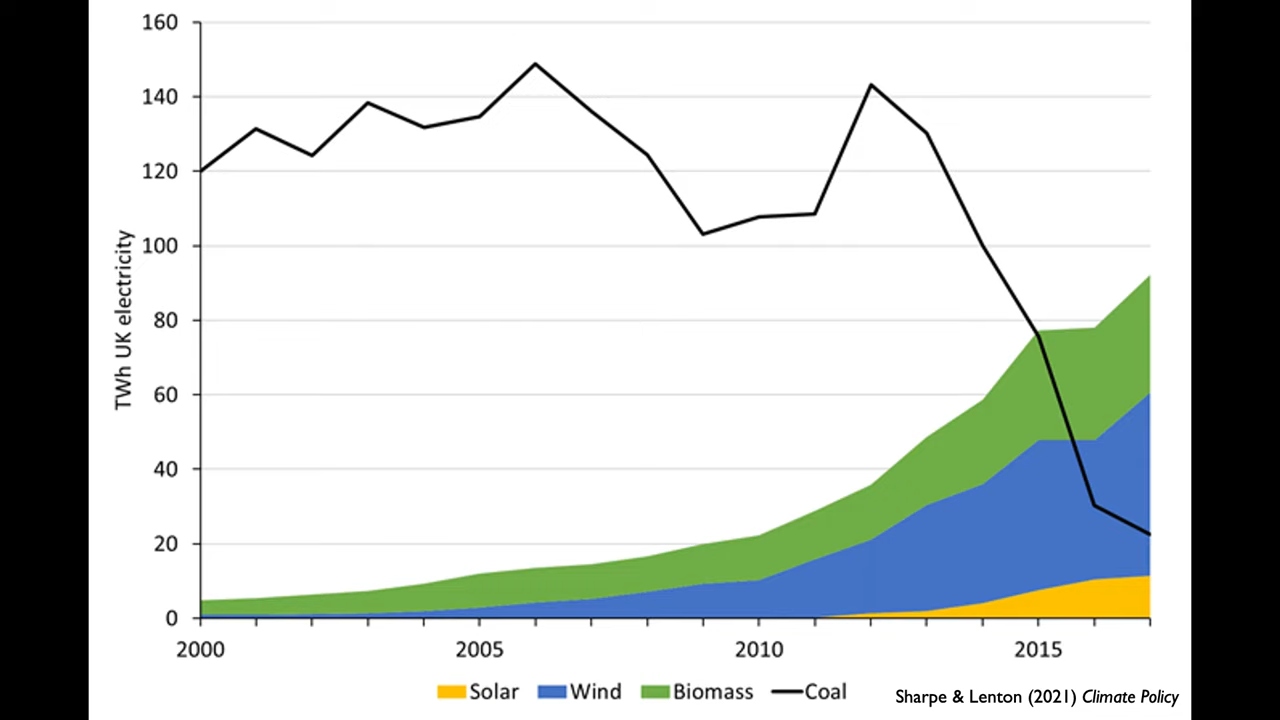 160
140
120
100
80
60
40
20
0
TWh UK electricity
2000 2005 2010 2015
Solar Wind Biomass Coal
Sharpe & Lenton (2021) Climate Policy